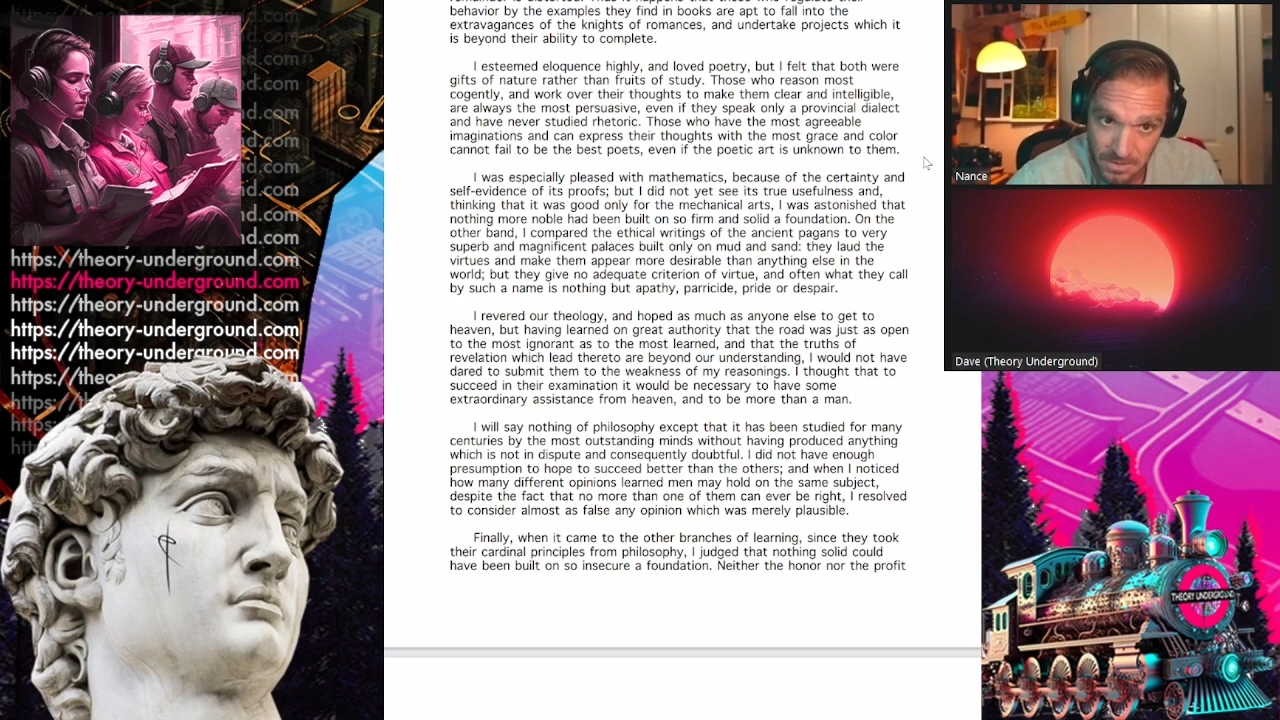 https://theory-underground.com
.com
.com
.com
.com
.com
.com
.com
.com
.com
https://theory-underground.com
https://theory-underground.com
https://theory-underground.com
https://theory-underground.com
https://theory-underground.com
https://
https:/
behavior by the examples they find in books are apt to fall into the
extravagances of the knights of romances, and undertake projects which it
is beyond their ability to complete.
I esteemed eloquence highly, and loved poetry, but I felt that both were
gifts of nature rather than fruits of study. Those who reason most
cogently, and work over their thoughts to make them clear and intelligible,
are always the most persuasive, even if they speak only a provincial dialect
and have never studied rhetoric. Those who have the most agreeable
imaginations and can express their thoughts with the most grace and color
cannot fail to be the best poets, even if the poetic art is unknown to them.
I was especially pleased with mathematics, because of the certainty and
self-evidence of its proofs; but I did not yet see its true usefulness and,
thinking that it was good only for the mechanical arts, I was astonished that
nothing more noble had been built on so firm and solid a foundation. On the
other band, I compared the ethical writings of the ancient pagans to very
superb and magnificent palaces built only on mud and sand: they laud the
virtues and make them appear more desirable than anything else in the
world; but they give no adequate criterion of virtue, and often what they call
by such a name is nothing but apathy, parricide, pride or despair.
I revered our theology, and hoped as much as anyone else to get to
heaven, but having learned on great authority that the road was just as open
to the most ignorant as to the most learned, and that the truths of
revelation which lead thereto are beyond our understanding, I would not have
dared to submit them to the weakness of my reasonings. I thought that to
succeed in their examination it would be necessary to have some
extraordinary assistance from heaven, and to be more than a man.
I will say nothing of philosophy except that it has been studied for many
centuries by the most outstanding minds without having produced anything
which is not in dispute and consequently doubtful. I did not have enough
presumption to hope to succeed better than the others; and when I noticed
how many different opinions learned men may hold on the same subject,
despite the fact that no more than one of them can ever be right, I resolved
to consider almost as false any opinion which was merely plausible.
Finally, when it came to the other branches of learning, since they took
their cardinal principles from philosophy, I judged that nothing solid could
have been built on so insecure a foundation. Neither the honor nor the profit
Nance
Dave (Theory Underground)
THEORY UNDERGROUND